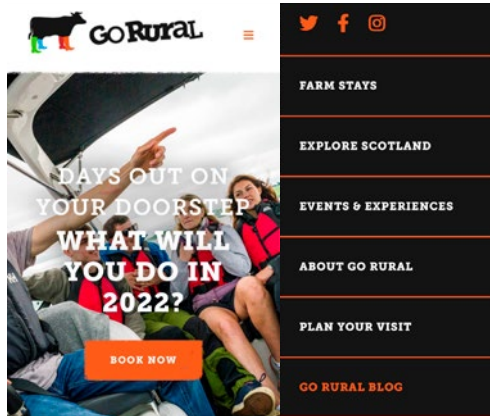 GO RURAL
DAYS OUT ON
YOUR DOORSTEP
WHAT WILL
YOU DO IN
2022?
BOOK NOW
FARM STAYS
EXPLORE SCOTLAND
EVENTS & EXPERIENCES
ABOUT GO RURAL
PLAN YOUR VISIT
GO RURAL BLOG